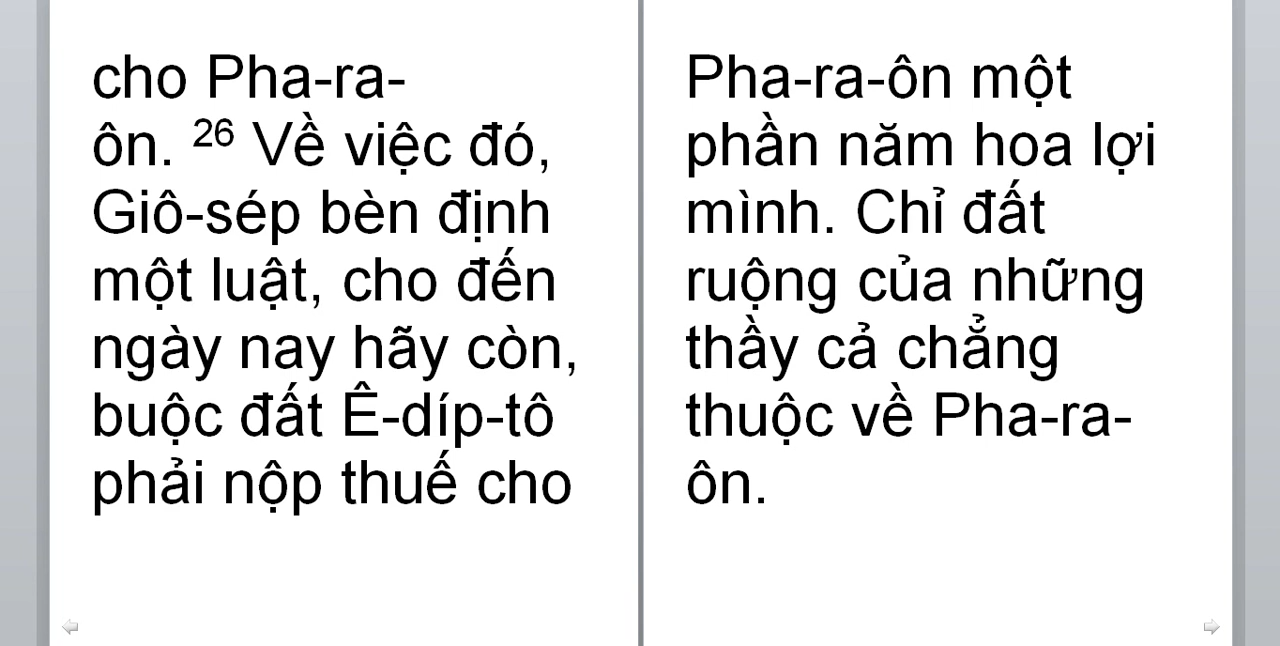 cho Pha-ra-
ôn. 26 Về việc đó,
Giô-sép bèn định
một luật, cho đến
ngày nay hãy còn,
buộc đất Ê-díp-tô
phải nộp thuế cho
Pha-ra-ôn một
phần năm hoa lợi
mình. Chỉ đất
ruộng của những
thầy cả chẳng
thuộc về Pha-ra-
ôn.